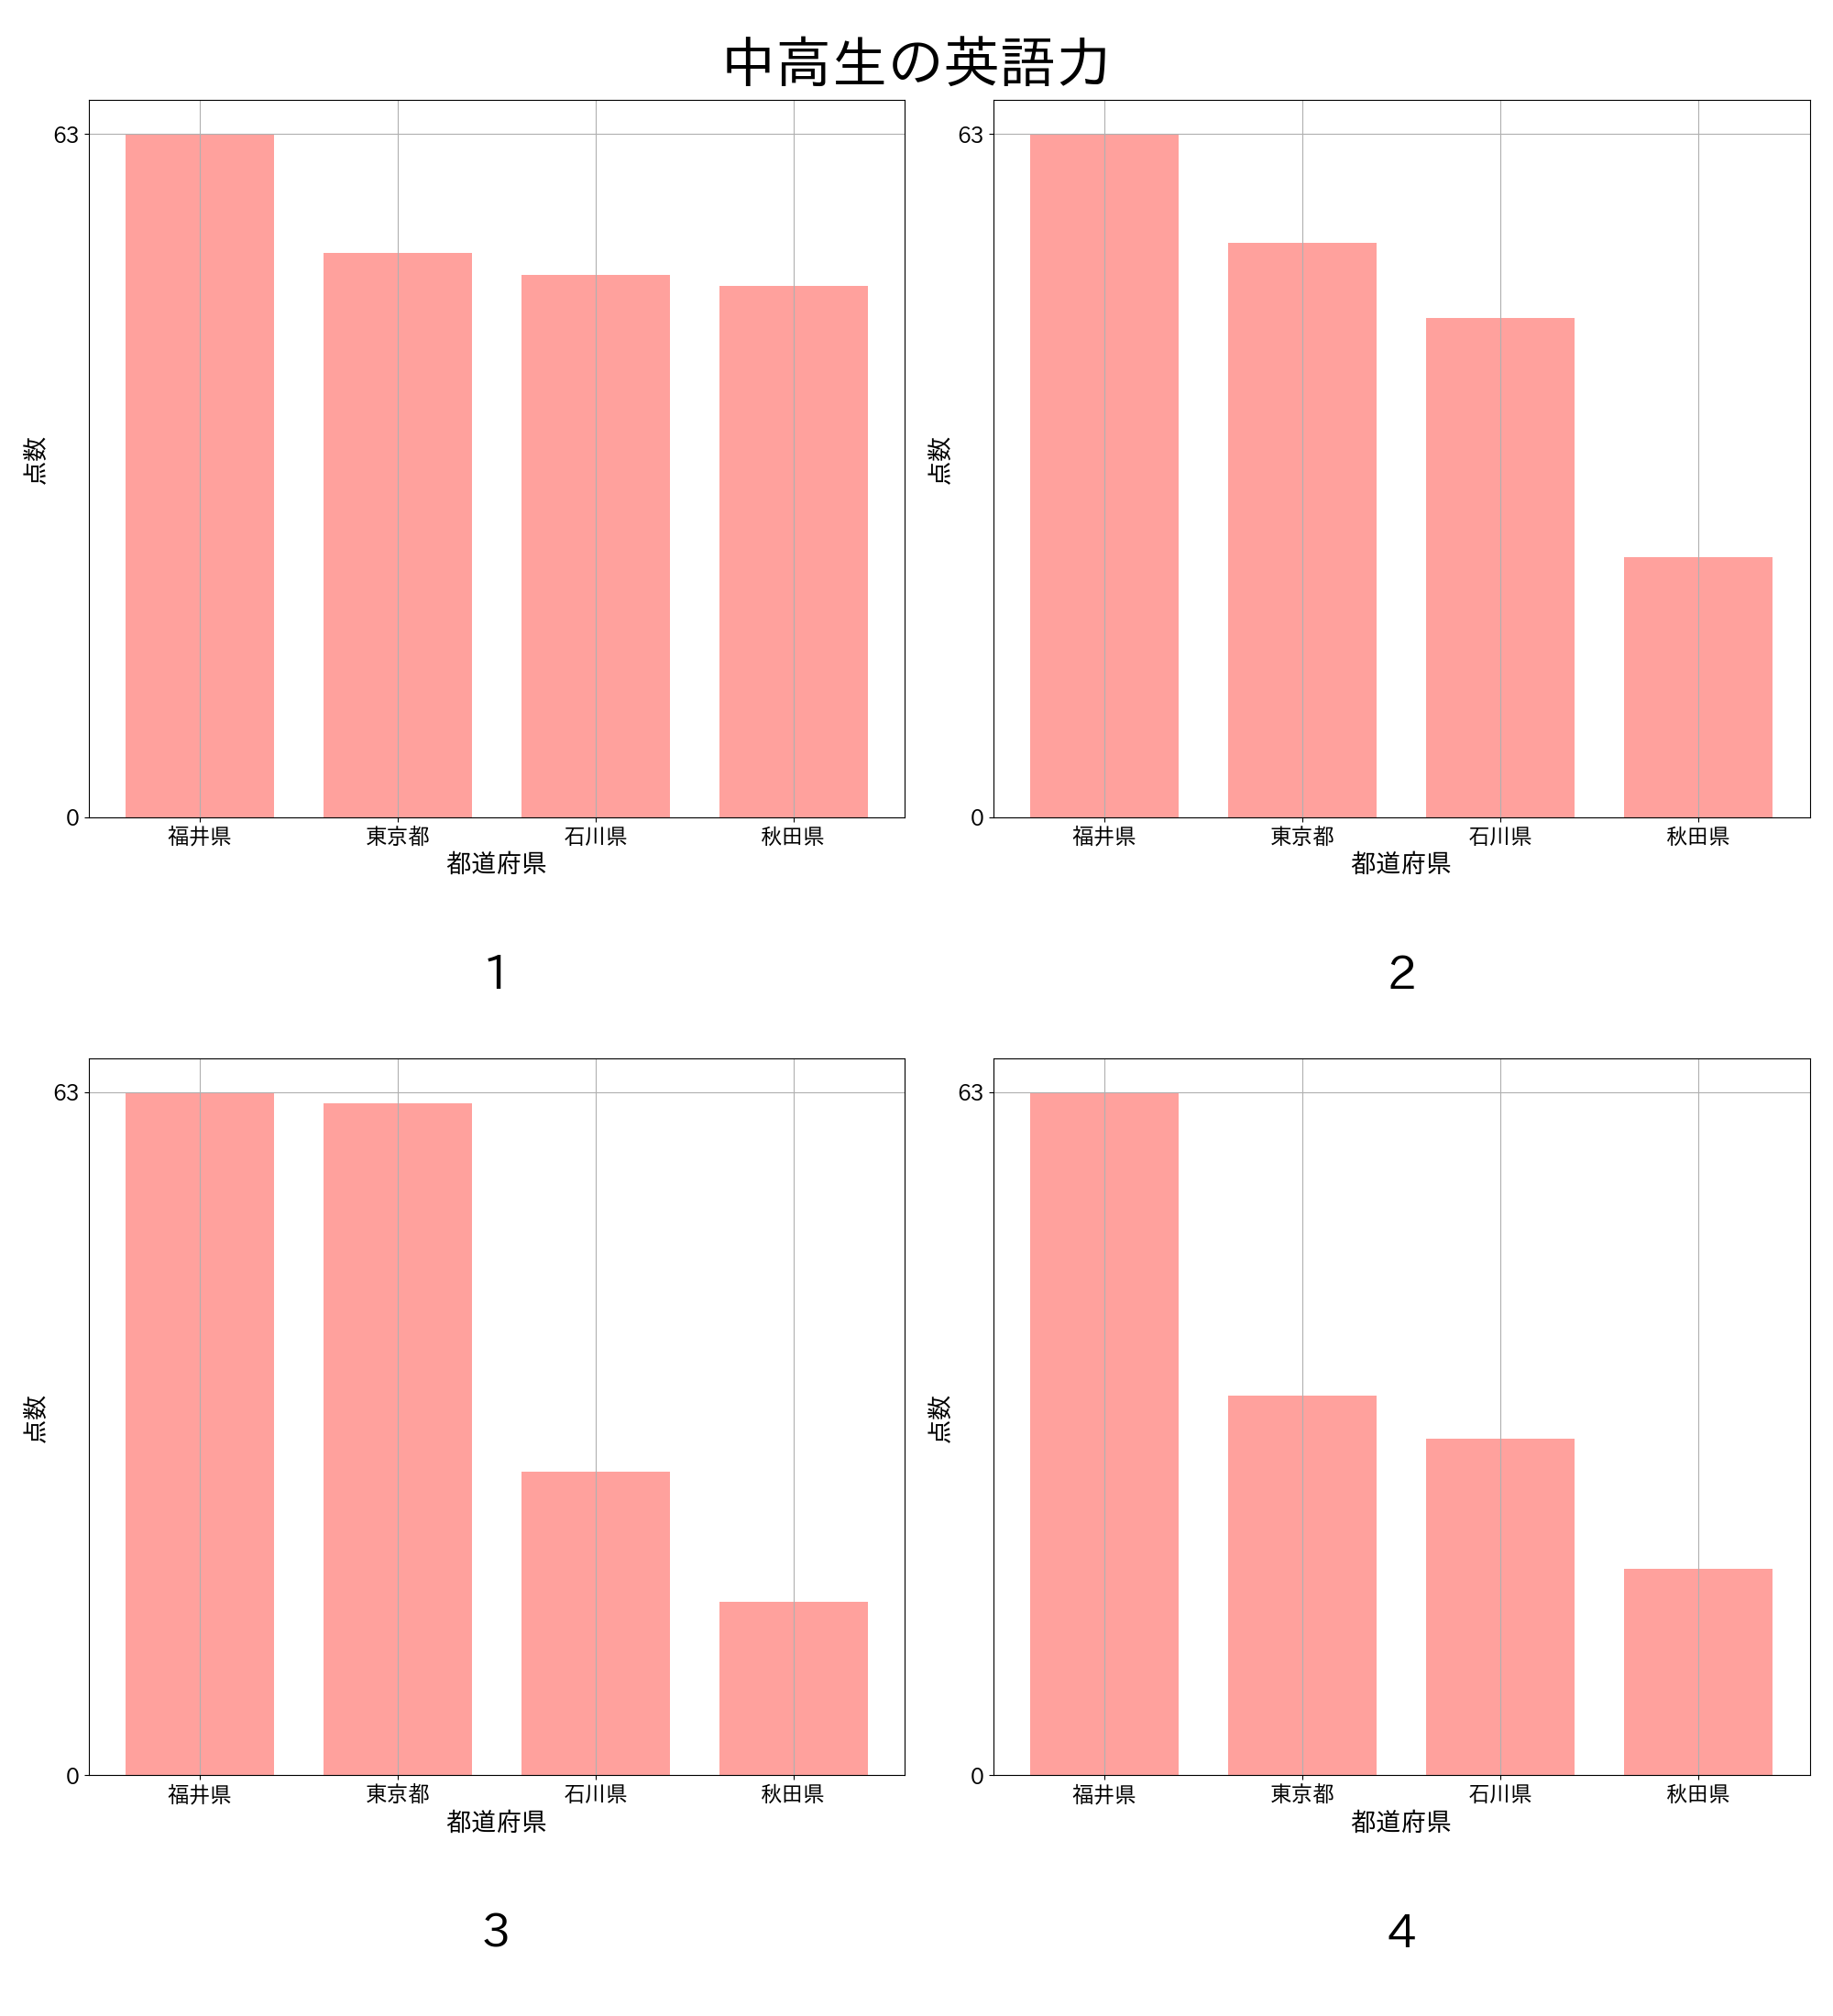 中高生の英語力
63
0
点数
福井県 東京都 石川県 秋田県
都道府県
1
63
0
点数
福井県 東京都 石川県 秋田県
都道府県
2
63
0
点数
福井県 東京都 石川県 秋田県
都道府県
3
63
0
点数
福井県 東京都 石川県 秋田県
都道府県
4